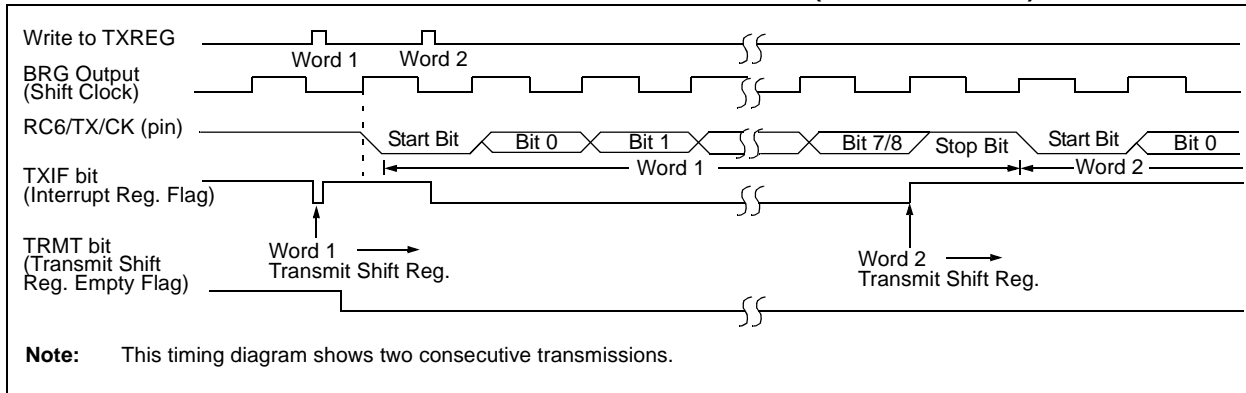 Write to TXREG
Word 1 Word 2
BRG Output
(Shift Clock)
RC6/TX/CK (pin)
Start Bit Bit 0 Bit 1 Bit 7/8 Stop Bit Start Bit Bit 0
Word 1 Word 2
TXIF bit
(Interrupt Reg. Flag)
Word 1
Transmit Shift Reg.
Word 2
Transmit Shift Reg.
TRMT bit
(Transmit Shift
Reg. Empty Flag)
Note: This timing diagram shows two consecutive transmissions.